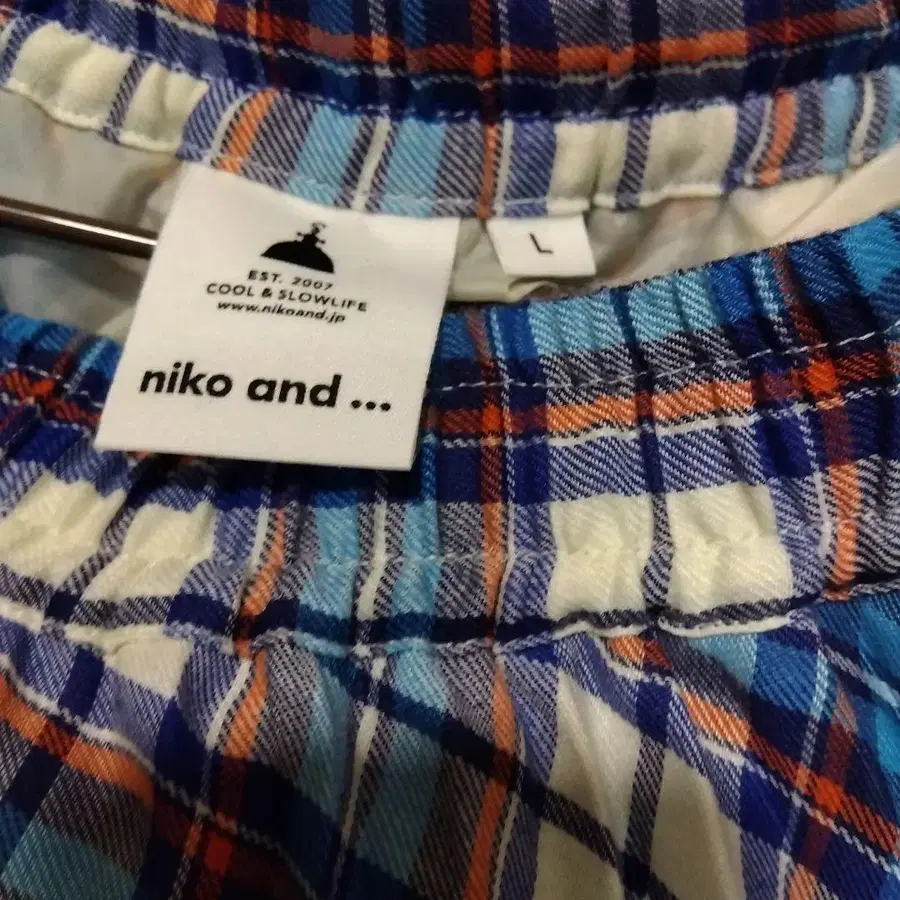 EST. 2007
COOL & SLOWLIFE
www.nikoand.jp
niko and ...
L